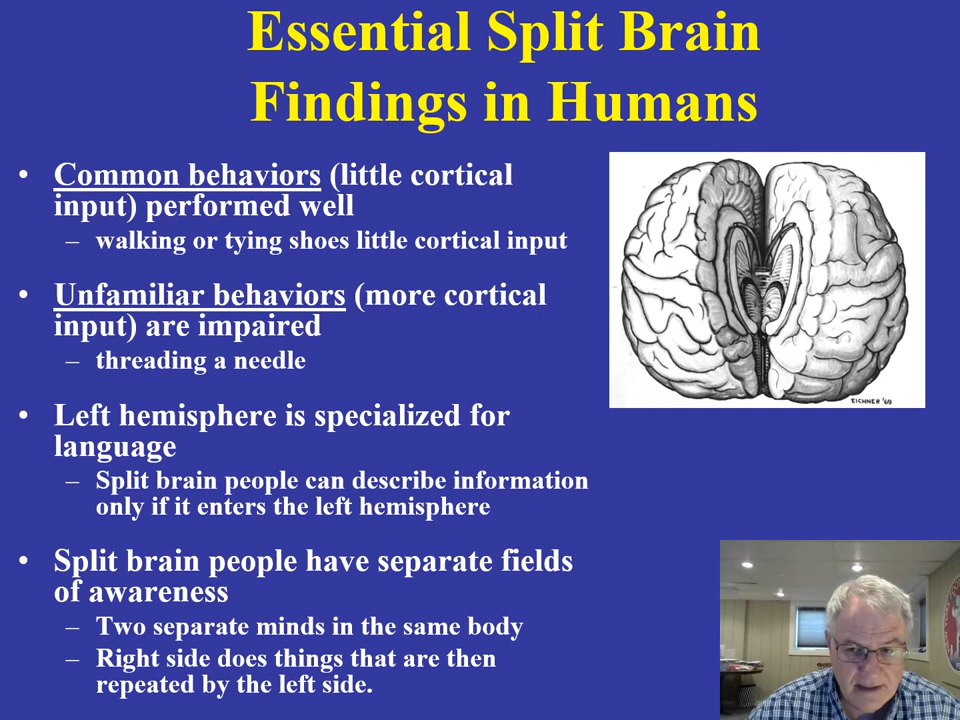 Essential Split Brain
Findings in Humans
• Common behaviors (little cortical
input) performed well
– walking or tying shoes little cortical input
• Unfamiliar behaviors (more cortical
input) are impaired
– threading a needle
• Left hemisphere is specialized for
language
– Split brain people can describe information
only if it enters the left hemisphere
• Split brain people have separate fields
of awareness
– Two separate minds in the same body
– Right side does things that are then
repeated by the left side.
EICHNER '60